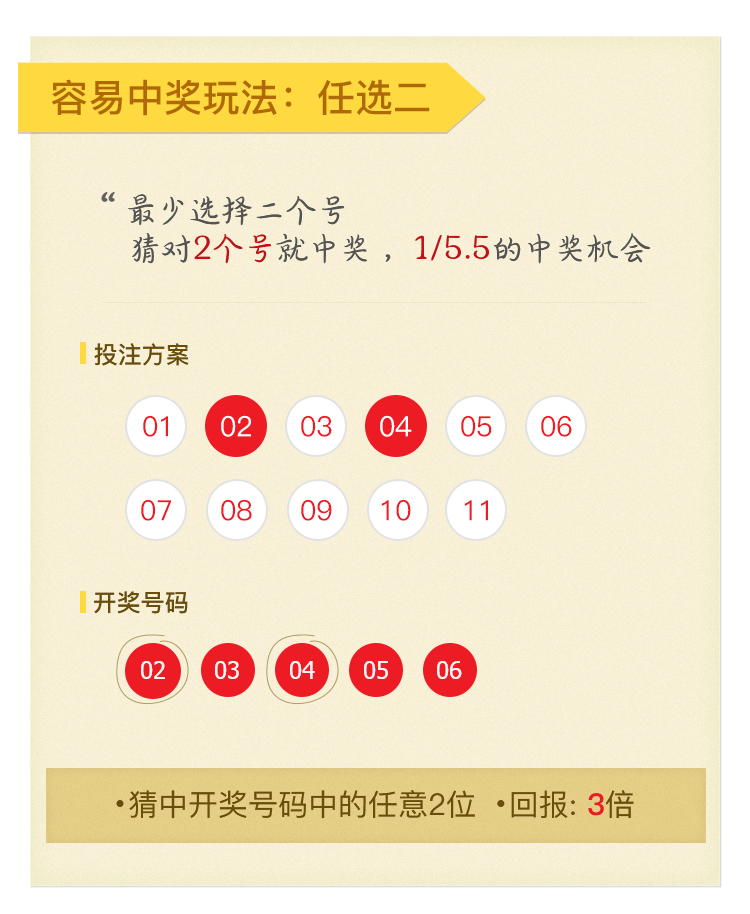 容易中奖玩法：任选二
“ 最少选择二个号
猜对2个号就中奖，1/5.5的中奖机会
投注方案
01 02 03 04 05 06
07 08 09 10 11
开奖号码
02 03 04 05 06
•猜中开奖号码中的任意2位 •回报: 3倍